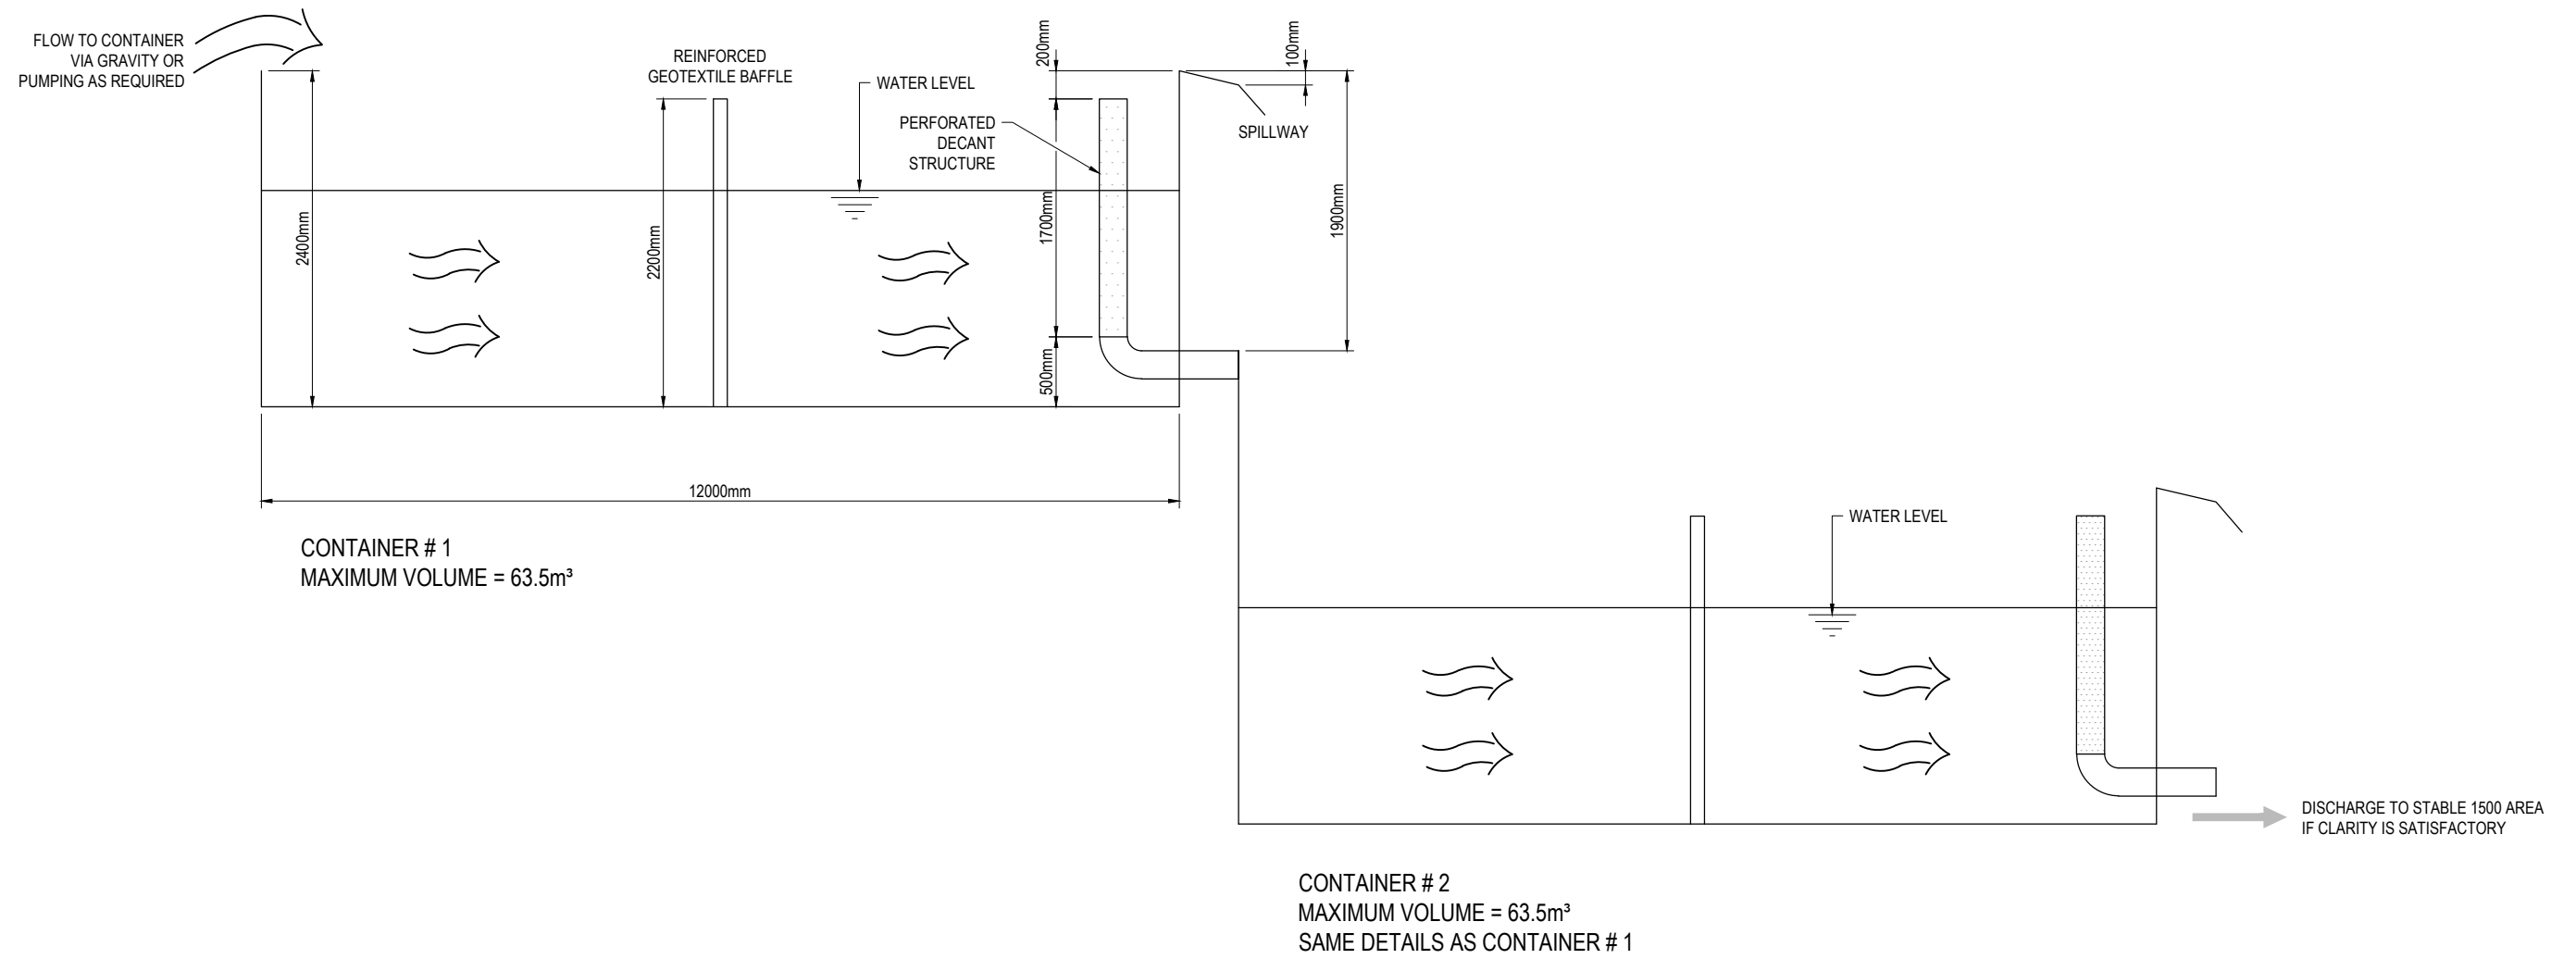 FLOW TO CONTAINER
VIA GRAVITY OR
PUMPING AS REQUIRED
REINFORCED
GEOTEXTILE BAFFLE
WATER LEVEL
PERFORATED
DECANT
STRUCTURE
200mm
100mm
SPILLWAY
2400mm
2200mm
1700mm
1900mm
500mm
12000mm
CONTAINER # 1
MAXIMUM VOLUME = 63.5m³
WATER LEVEL
DISCHARGE TO STABLE 1500 AREA
IF CLARITY IS SATISFACTORY
CONTAINER # 2
MAXIMUM VOLUME = 63.5m³
SAME DETAILS AS CONTAINER # 1